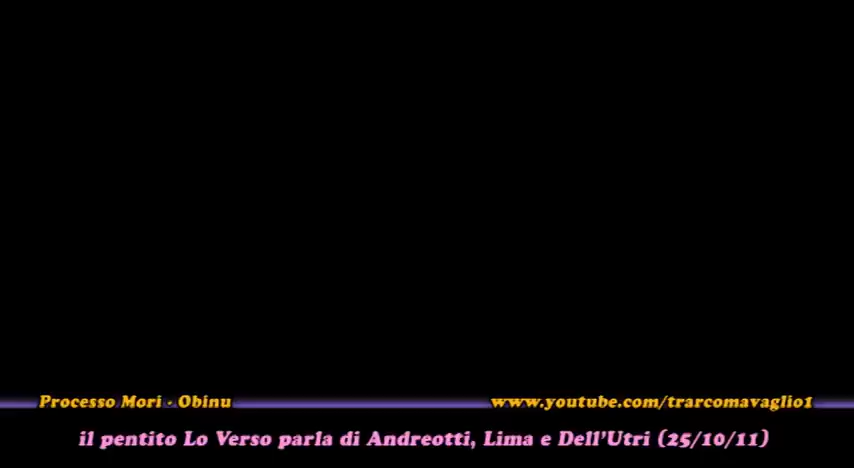 Processo Mori - Obinu
www.youtube.com/trarcomavaglio1
il pentito Lo Verso parla di Andreotti, Lima e Dell'Utri (25/10/11)